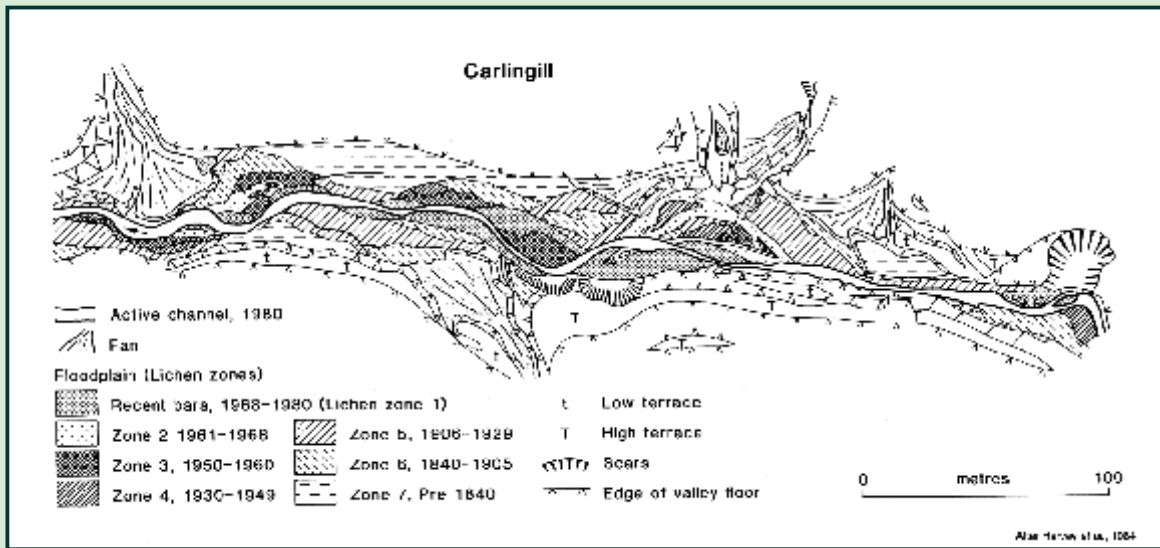 Carlingill
Active channel, 1980
Fan
Floodplain (Lichen zones)
Recent bars, 1968-1980 (Lichen zone 1)
Zone 2 1961-1968
Zone 3, 1950-1960
Zone 4, 1930-1949
Zone 5, 1906-1929
Zone 6, 1840-1905
Zone 7, Pre 1840
t Low terrace
T High terrace
Scars
Edge of valley floor
0 metres 100
1984